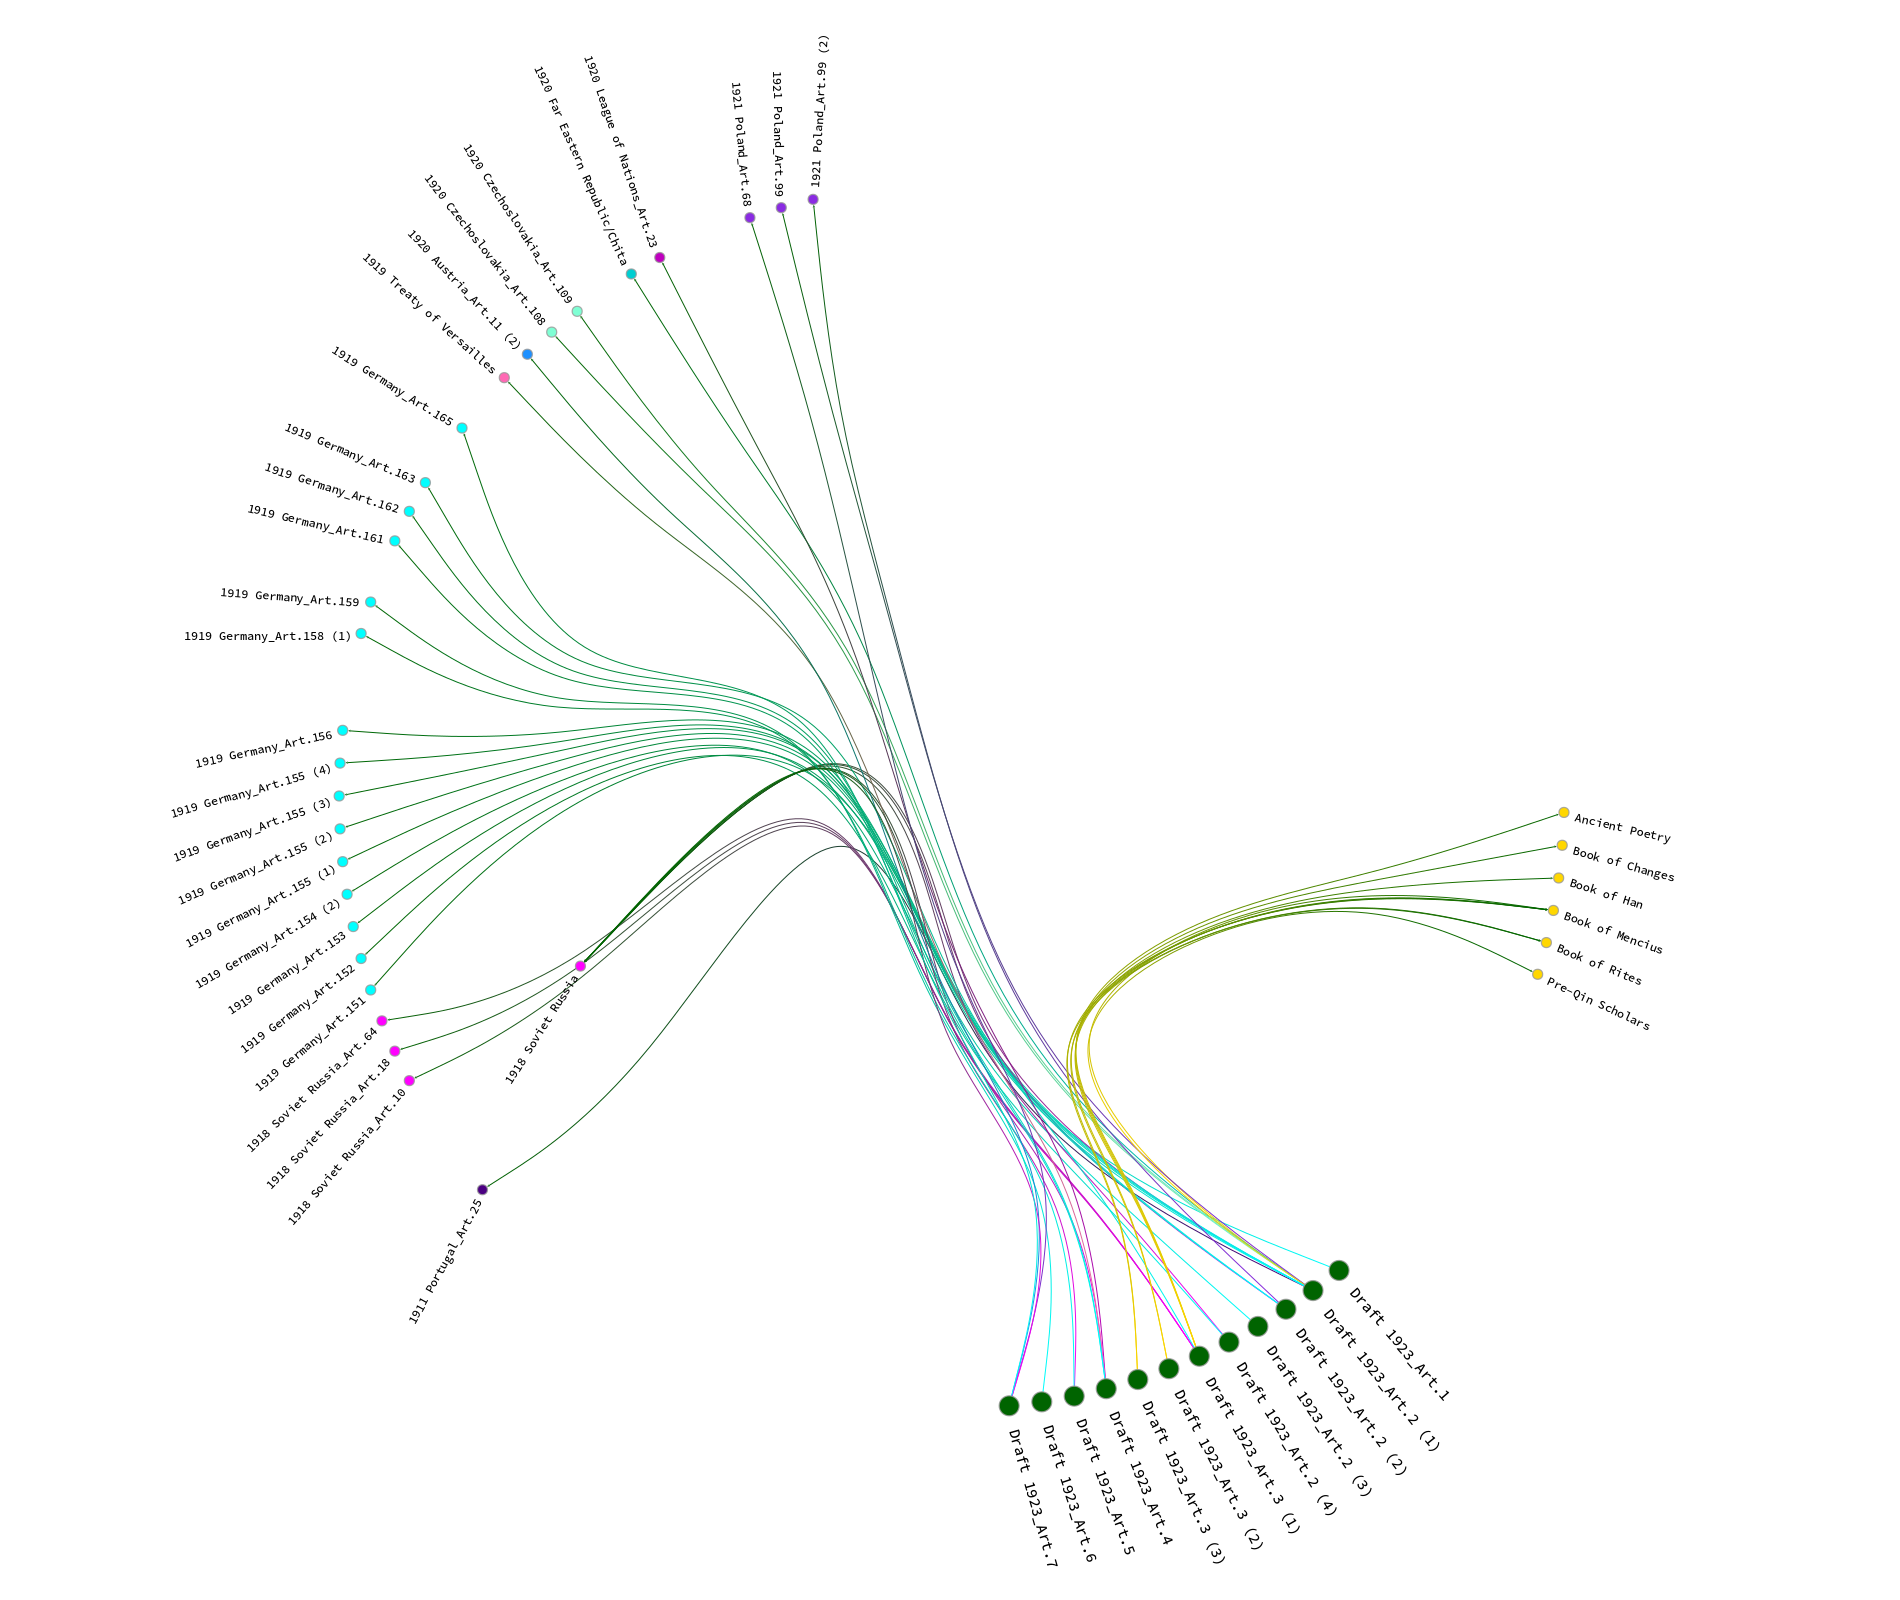 1921 Poland_Art.99 (2)
1921 Poland_Art.99
1921 Poland_Art.68
1920 League of Nations_Art.23
1920 Far Eastern Republic/Chita
1920 Czechoslovakia_Art.109
1920 Czechoslovakia_Art.108
1920 Austria_Art.11 (2)
1919 Treaty of Versailles
1919 Germany_Art.165
1919 Germany_Art.163
1919 Germany_Art.162
1919 Germany_Art.161
1919 Germany_Art.159
1919 Germany_Art.158 (1)
1919 Germany_Art.156
1919 Germany_Art.155 (4)
1919 Germany_Art.155 (3)
1919 Germany_Art.155 (2)
1919 Germany_Art.155 (1)
1919 Germany_Art.154 (2)
1919 Germany_Art.153
1919 Germany_Art.152
1919 Germany_Art.151
1918 Soviet Russia_Art.64
1918 Soviet Russia_Art.18
1918 Soviet Russia_Art.10
1918 Soviet Russia
1911 Portugal_Art.25
Ancient Poetry
Book of Changes
Book of Han
Book of Mencius
Book of Rites
Pre-Qin Scholars
Draft 1923_Art.1
Draft 1923_Art.2 (1)
Draft 1923_Art.2 (2)
Draft 1923_Art.2 (3)
Draft 1923_Art.2 (4)
Draft 1923_Art.3 (1)
Draft 1923_Art.3 (2)
Draft 1923_Art.3 (3)
Draft 1923_Art.4
Draft 1923_Art.5
Draft 1923_Art.6
Draft 1923_Art.7